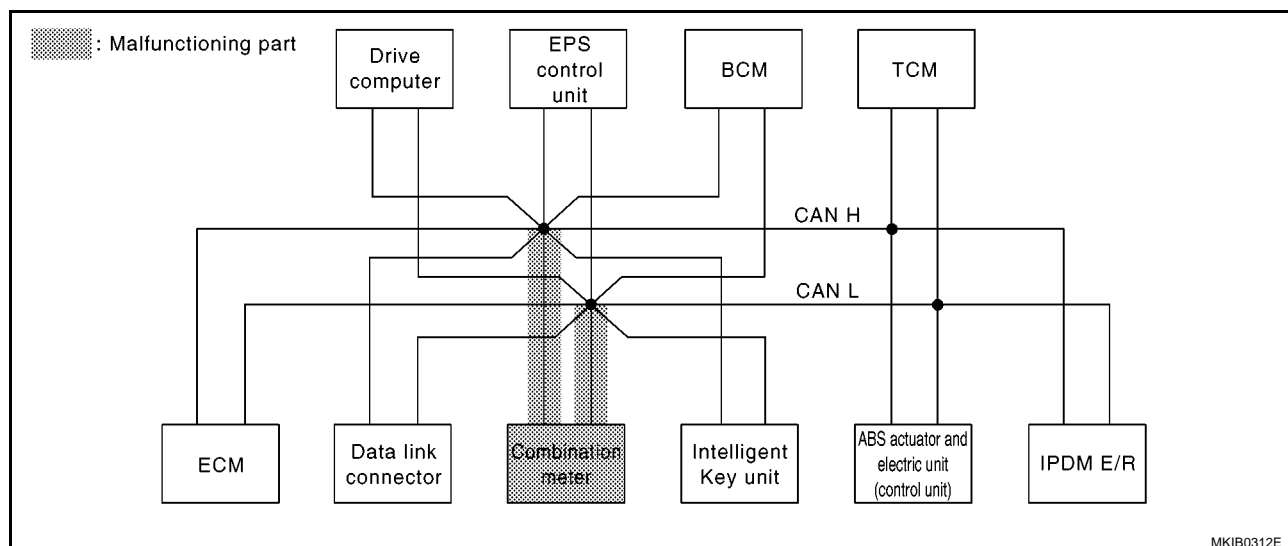 : Malfunctioning part
Drive
computer
EPS
control
unit
BCM
TCM
CAN H
CAN L
ECM
Data link
connector
Combination
meter
Intelligent
Key unit
ABS actuator and
electric unit
(control unit)
IPDM E/R
MKIB0312E